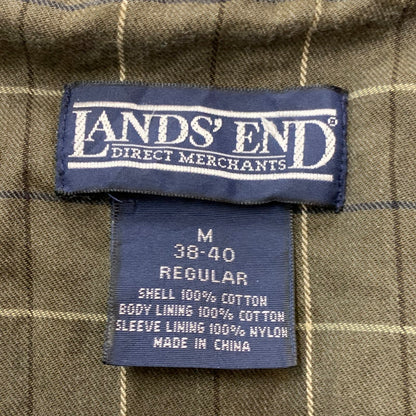 LANDS' END®
DIRECT MERCHANTS
M
38-40
REGULAR
SHELL 100% COTTON
BODY LINING 100% COTTON
SLEEVE LINING 100% NYLON
MADE IN CHINA